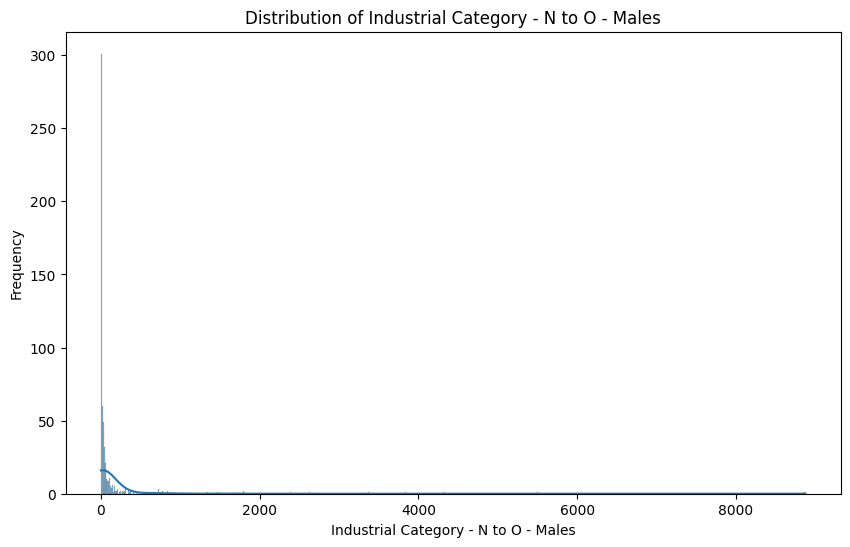 Distribution of Industrial Category - N to O - Males
300
250
200
150
100
50
0
Frequency
0 2000 4000 6000 8000
Industrial Category - N to O - Males